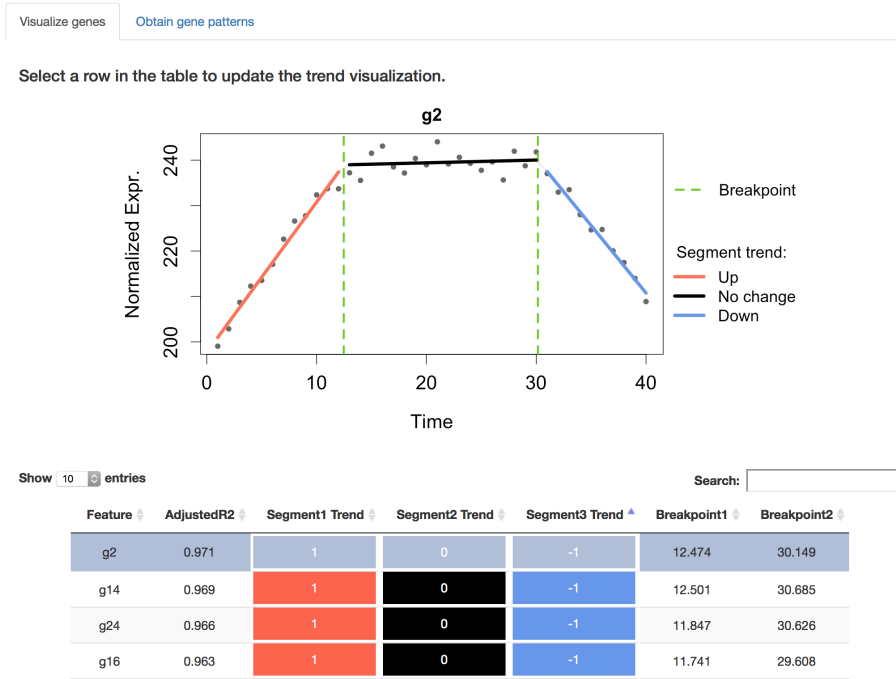 Visualize genes Obtain gene patterns
Select a row in the table to update the trend visualization.
g2
240
220
200
Normalized Expr.
Breakpoint
Segment trend:
Up
No change
Down
0 10 20 30 40
Time
Show 10 entries
Search:
Feature AdjustedR2 Segment1 Trend Segment2 Trend Segment3 Trend Breakpoint1 Breakpoint2
g2 0.971 1 0 -1 12.474 30.149
g14 0.969 1 0 -1 12.501 30.685
g24 0.966 1 0 -1 11.847 30.626
g16 0.963 1 0 -1 11.741 29.608